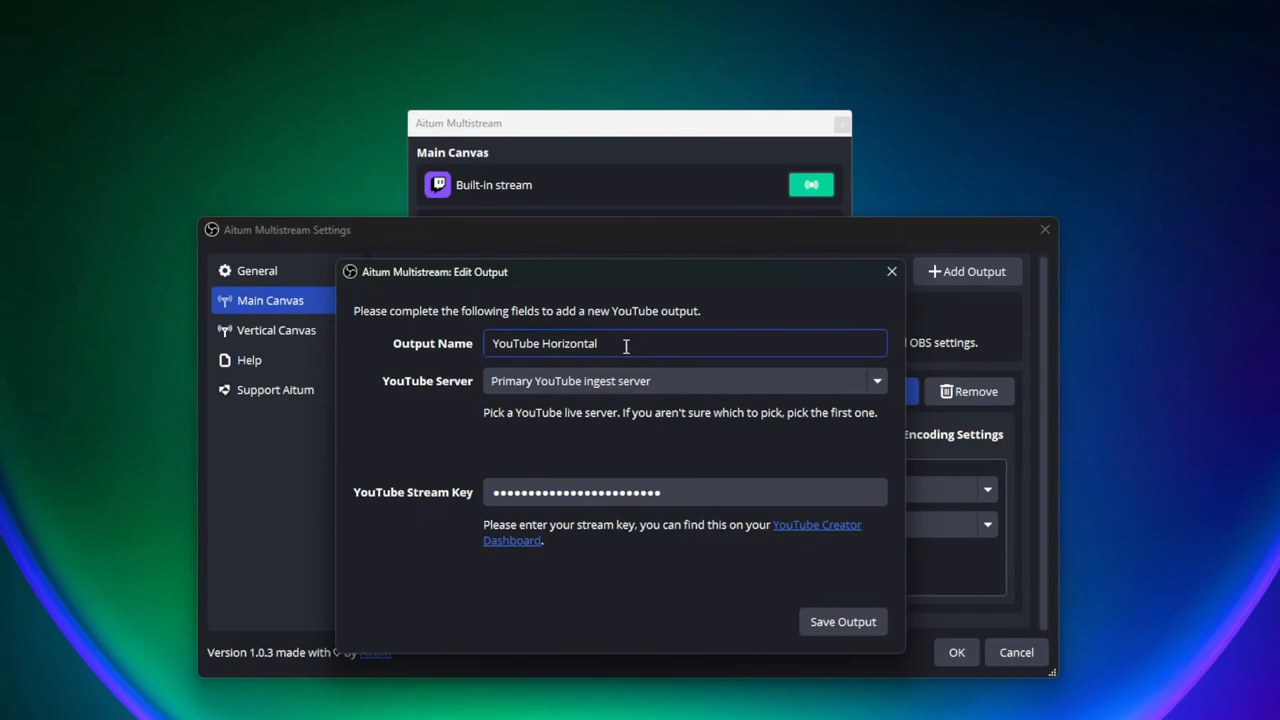 Aitum Multistream
Main Canvas
Built-in stream
Aitum Multistream Settings
General
Main Canvas
Vertical Canvas
Help
Support Aitum
Add Output
OBS settings.
Remove
Encoding Settings
Aitum Multistream: Edit Output
Please complete the following fields to add a new YouTube output.
Output Name YouTube Horizontal
YouTube Server Primary YouTube ingest server
Pick a YouTube live server. If you aren't sure which to pick, pick the first one.
YouTube Stream Key ••••••••••••••••••••••••
Please enter your stream key, you can find this on your YouTube Creator
Dashboard.
Save Output
Version 1.0.3 made with ♡ by Aitum
OK Cancel